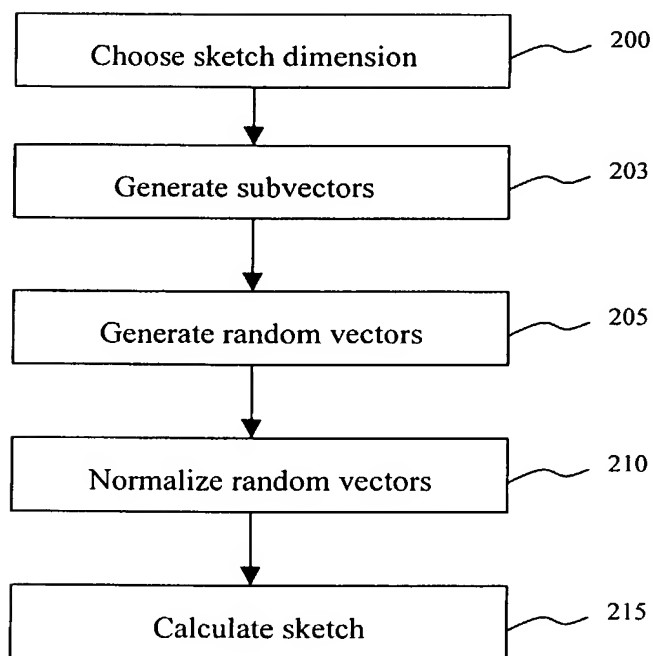 Choose sketch dimension
200
Generate subvectors
203
Generate random vectors
205
Normalize random vectors
210
Calculate sketch
215